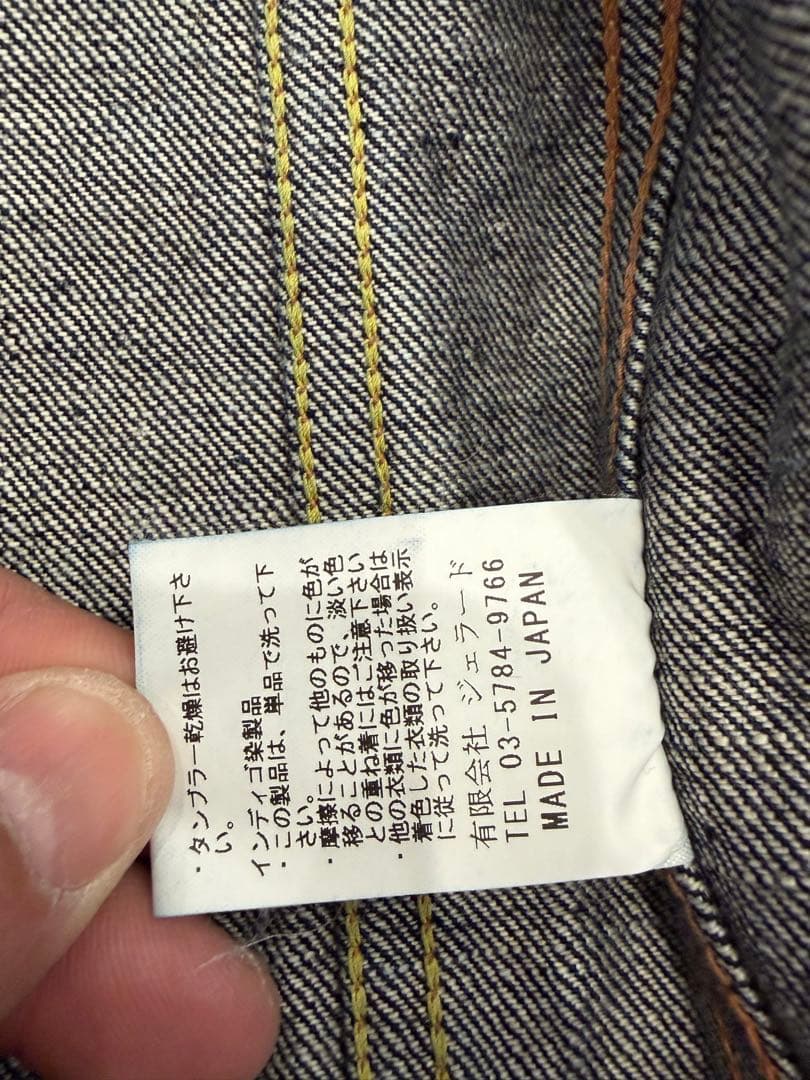 ・タンブラー乾燥はお避け下さ
い。
インディゴ染製品
・この製品は、単品で洗って下
さい。
・摩擦によって他のものに色が
移ることがあるので、淡い色
との重ね着にはご注意下さい
・他の衣類に色が移った場合は
着色した衣類の取り扱い表示
に従って洗って下さい。
有限会社 ジェラード
TEL 03-5784-9766
MADE IN JAPAN